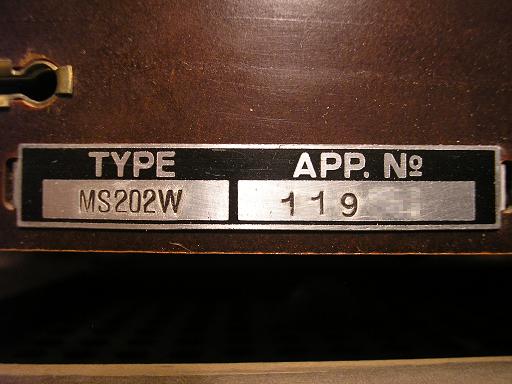 TYPE APP. Nº
MS202W 119